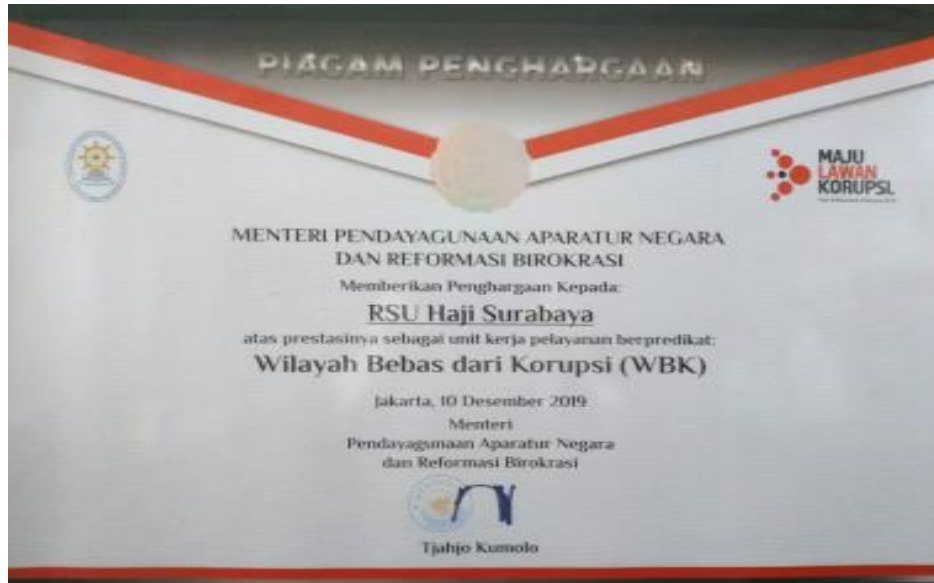 PIAGAM PENGHARGAAN
MAJU
LAWAN
KORUPSI.
MENTERI PENDAYAGUNAAN APARATUR NEGARA
DAN REFORMASI BIROKRASI
Memberikan Penghargaan Kepada:
RSU Haji Surabaya
atas prestasinya sebagai unit kerja pelayanan berpredikat:
Wilayah Bebas dari Korupsi (WBK)
Jakarta, 10 Desember 2019
Menteri
Pendayagunaan Aparatur Negara
dan Reformasi Birokrasi
Tjahjo Kumolo